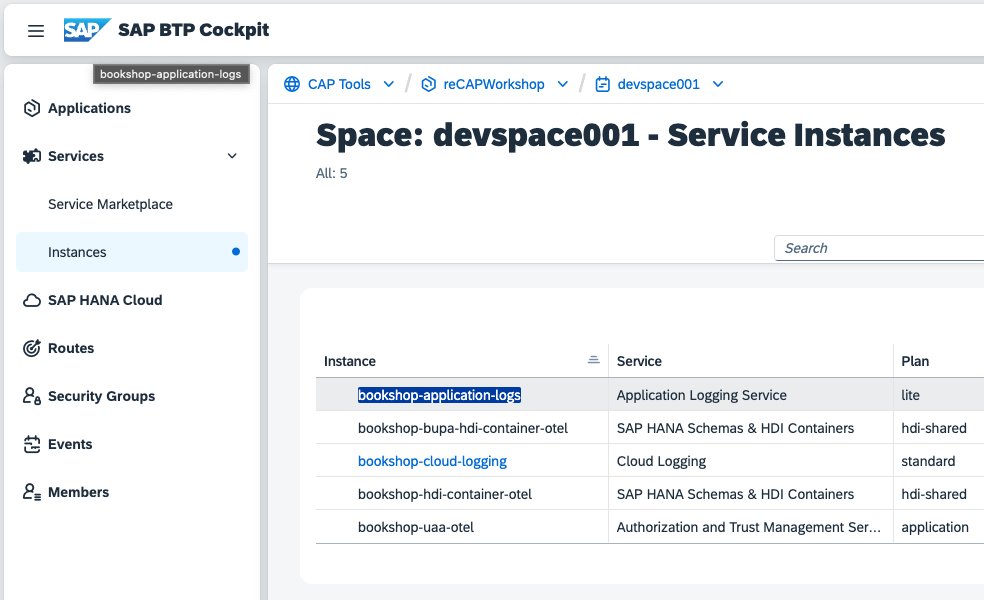 SAP SAP BTP Cockpit
bookshop-application-logs
Applications
Services
Service Marketplace
Instances
SAP HANA Cloud
Routes
Security Groups
Events
Members
CAP Tools / reCAPWorkshop / devspace001
Space: devspace001 - Service Instances
All: 5
Search
Instance Service Plan
bookshop-application-logs Application Logging Service lite
bookshop-bupa-hdi-container-otel SAP HANA Schemas & HDI Containers hdi-shared
bookshop-cloud-logging Cloud Logging standard
bookshop-hdi-container-otel SAP HANA Schemas & HDI Containers hdi-shared
bookshop-uaa-otel Authorization and Trust Management Ser... application